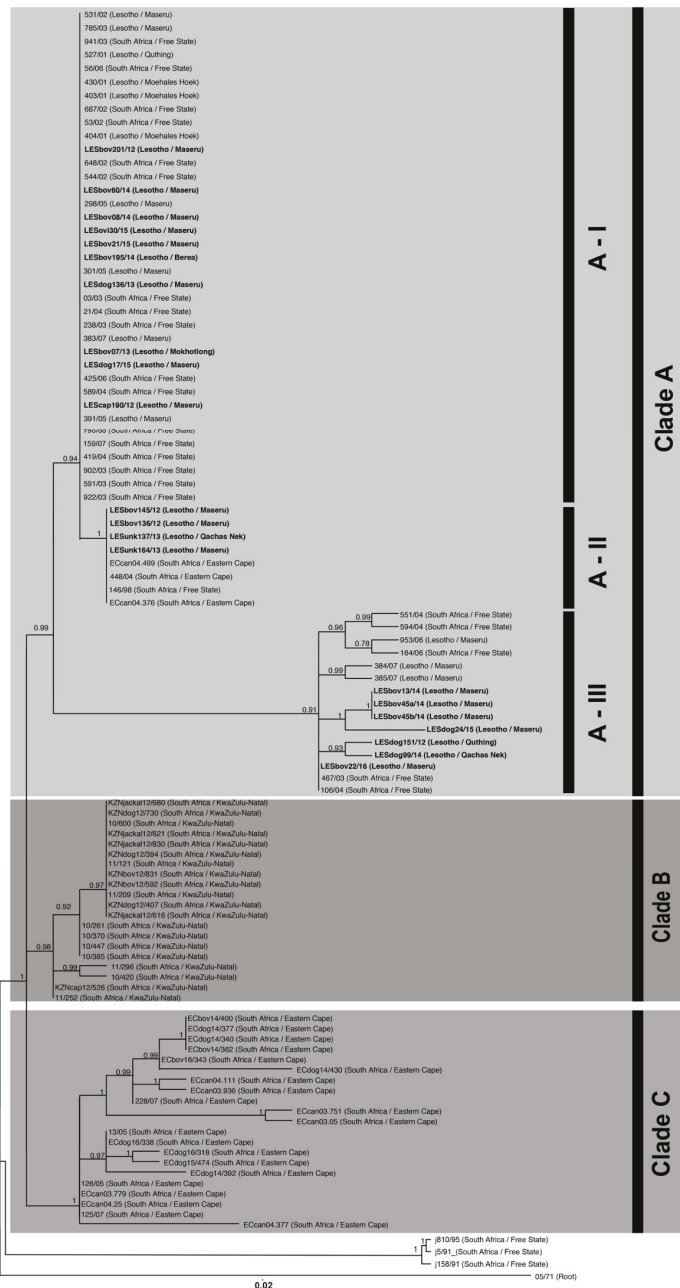 531/02 (Lesotho / Maseru)
785/03 (Lesotho / Maseru)
941/03 (South Africa / Free State)
527/01 (Lesotho / Quthing)
56/06 (South Africa / Free State)
430/01 (Lesotho / Moehales Hoek)
403/01 (Lesotho / Moehales Hoek)
687/02 (South Africa / Free State)
53/02 (South Africa / Free State)
404/01 (Lesotho / Moehales Hoek)
LESbov201/12 (Lesotho / Maseru)
648/02 (South Africa / Free State)
544/02 (South Africa / Free State)
LESbov60/14 (Lesotho / Maseru)
298/05 (Lesotho / Maseru)
LESbov08/14 (Lesotho / Maseru)
LESovi30/15 (Lesotho / Maseru)
LESbov21/15 (Lesotho / Maseru)
LESbov195/14 (Lesotho / Berea)
301/05 (Lesotho / Maseru)
LESdog136/13 (Lesotho / Maseru)
03/03 (South Africa / Free State)
21/04 (South Africa / Free State)
238/03 (South Africa / Free State)
383/07 (Lesotho / Maseru)
LESbov07/13 (Lesotho / Mokhotlong)
LESdog17/15 (Lesotho / Maseru)
425/06 (South Africa / Free State)
589/04 (South Africa / Free State)
LEScap190/12 (Lesotho / Maseru)
391/05 (Lesotho / Maseru)
(South Africa / Free State)
159/07 (South Africa / Free State)
0.94
419/04 (South Africa / Free State)
902/03 (South Africa / Free State)
591/03 (South Africa / Free State)
922/03 (South Africa / Free State)
A - I
LESbov145/12 (Lesotho / Maseru)
LESbov136/12 (Lesotho / Maseru)
1
LESunk137/13 (Lesotho / Qachas Nek)
LESunk164/13 (Lesotho / Maseru)
ECcan04.499 (South Africa / Eastern Cape)
448/04 (South Africa / Eastern Cape)
146/98 (South Africa / Free State)
ECcan04.376 (South Africa / Eastern Cape)
A - II
0.99
0.96
0.99
551/04 (South Africa / Free State)
594/04 (South Africa / Free State)
0.78
953/06 (Lesotho / Maseru)
164/06 (South Africa / Free State)
0.99
384/07 (Lesotho / Maseru)
385/07 (Lesotho / Maseru)
0.91
1
1
LESbov13/14 (Lesotho / Maseru)
LESbov45a/14 (Lesotho / Maseru)
LESbov45b/14 (Lesotho / Maseru)
LESdog24/15 (Lesotho / Maseru)
0.93
LESdog151/12 (Lesotho / Quthing)
LESdog99/14 (Lesotho / Qachas Nek)
LESbov22/16 (Lesotho / Maseru)
467/03 (South Africa / Free State)
106/04 (South Africa / Free State)
A - III
Clade A
KZNjackal12/680 (South Africa / KwaZulu-Natal)
KZNdog12/730 (South Africa / KwaZulu-Natal)
10/600 (South Africa / KwaZulu-Natal)
KZNjackal12/621 (South Africa / KwaZulu-Natal)
KZNjackal12/830 (South Africa / KwaZulu-Natal)
KZNdog12/394 (South Africa / KwaZulu-Natal)
11/121 (South Africa / KwaZulu-Natal)
0.97
KZNbov12/831 (South Africa / KwaZulu-Natal)
KZNbov12/592 (South Africa / KwaZulu-Natal)
11/209 (South Africa / KwaZulu-Natal)
0.92
KZNdog12/407 (South Africa / KwaZulu-Natal)
KZNjackal12/616 (South Africa / KwaZulu-Natal)
10/261 (South Africa / KwaZulu-Natal)
10/370 (South Africa / KwaZulu-Natal)
0.98
10/447 (South Africa / KwaZulu-Natal)
10/385 (South Africa / KwaZulu-Natal)
0.99
11/296 (South Africa / KwaZulu-Natal)
10/420 (South Africa / KwaZulu-Natal)
1
KZNcap12/526 (South Africa / KwaZulu-Natal)
11/252 (South Africa / KwaZulu-Natal)
Clade B
ECbov14/400 (South Africa / Eastern Cape)
ECdog14/377 (South Africa / Eastern Cape)
1
ECdog14/340 (South Africa / Eastern Cape)
ECbov14/362 (South Africa / Eastern Cape)
0.99
ECbov16/343 (South Africa / Eastern Cape)
ECdog14/430 (South Africa / Eastern Cape)
0.99
1
ECcan04.111 (South Africa / Eastern Cape)
ECcan03.936 (South Africa / Eastern Cape)
1
228/07 (South Africa / Eastern Cape)
1
ECcan03.751 (South Africa / Eastern Cape)
ECcan03.05 (South Africa / Eastern Cape)
13/05 (South Africa / Eastern Cape)
ECdog16/338 (South Africa / Eastern Cape)
0.97
1
ECdog16/318 (South Africa / Eastern Cape)
ECdog15/474 (South Africa / Eastern Cape)
ECdog14/392 (South Africa / Eastern Cape)
126/05 (South Africa / Eastern Cape)
ECcan03.779 (South Africa / Eastern Cape)
1
ECcan04.25 (South Africa / Eastern Cape)
125/07 (South Africa / Eastern Cape)
ECcan04.377 (South Africa / Eastern Cape)
Clade C
1
1
j810/95 (South Africa / Free State)
j5/91_(South Africa / Free State)
j158/91 (South Africa / Free State)
05/71 (Root)
0.02